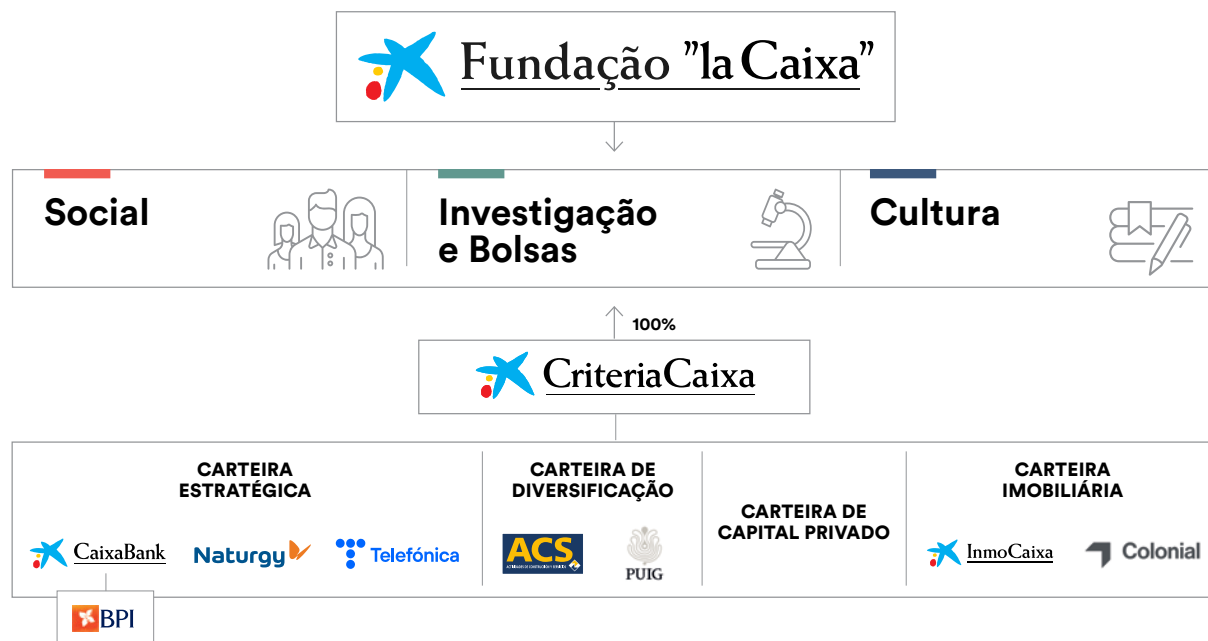 Fundação "la Caixa"
Social
Investigação
e Bolsas
Cultura
100%
CriteriaCaixa
CARTEIRA
ESTRATÉGICA
CaixaBank
Naturgy
Telefónica
BPI
CARTEIRA DE
DIVERSIFICAÇÃO
ACS
PUIG
CARTEIRA DE
CAPITAL PRIVADO
CARTEIRA
IMOBILIÁRIA
InmoCaixa
Colonial